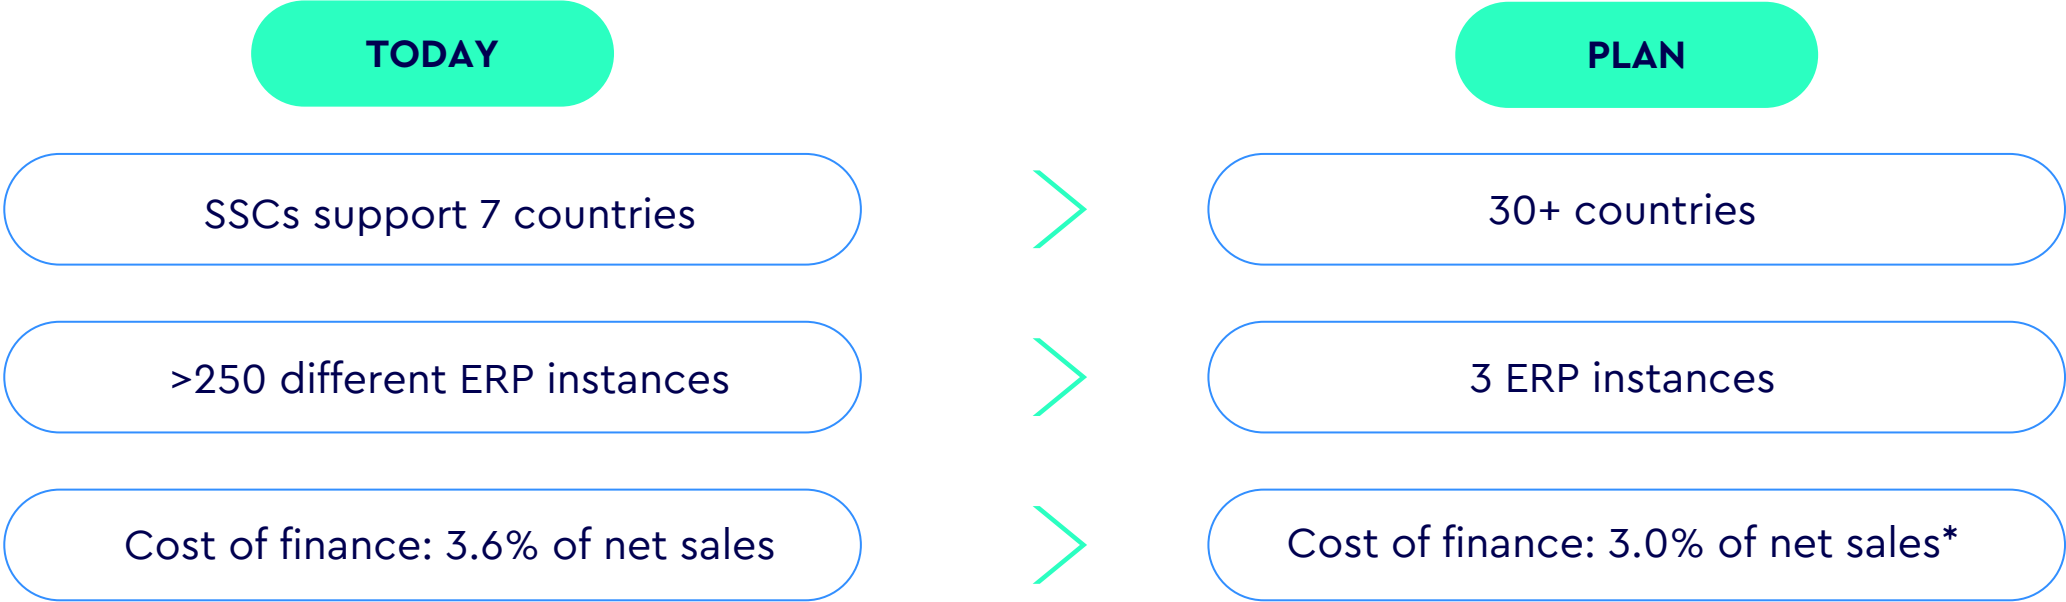 TODAY
PLAN
SSCs support 7 countries
30+ countries
>250 different ERP instances
3 ERP instances
Cost of finance: 3.6% of net sales
Cost of finance: 3.0% of net sales*